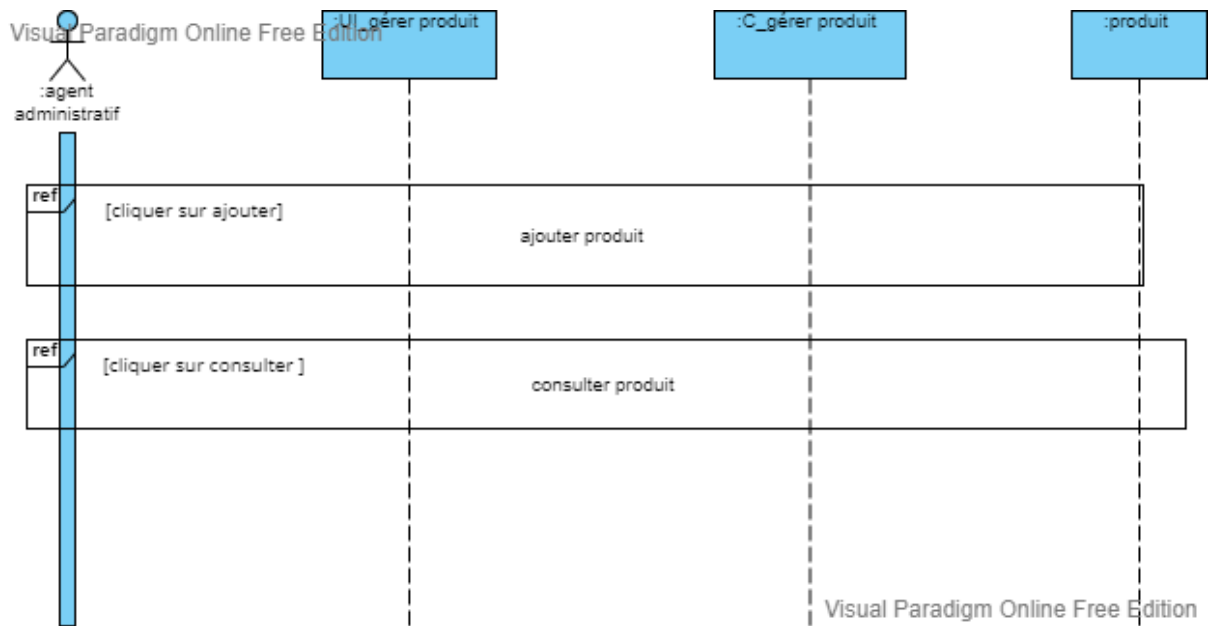 Visual Paradigm Online Free Edition
:UI_gérer produit
:C_gérer produit
:produit
:agent
administratif
ref
[cliquer sur ajouter]
ajouter produit
ref
[cliquer sur consulter ]
consulter produit
Visual Paradigm Online Free Edition